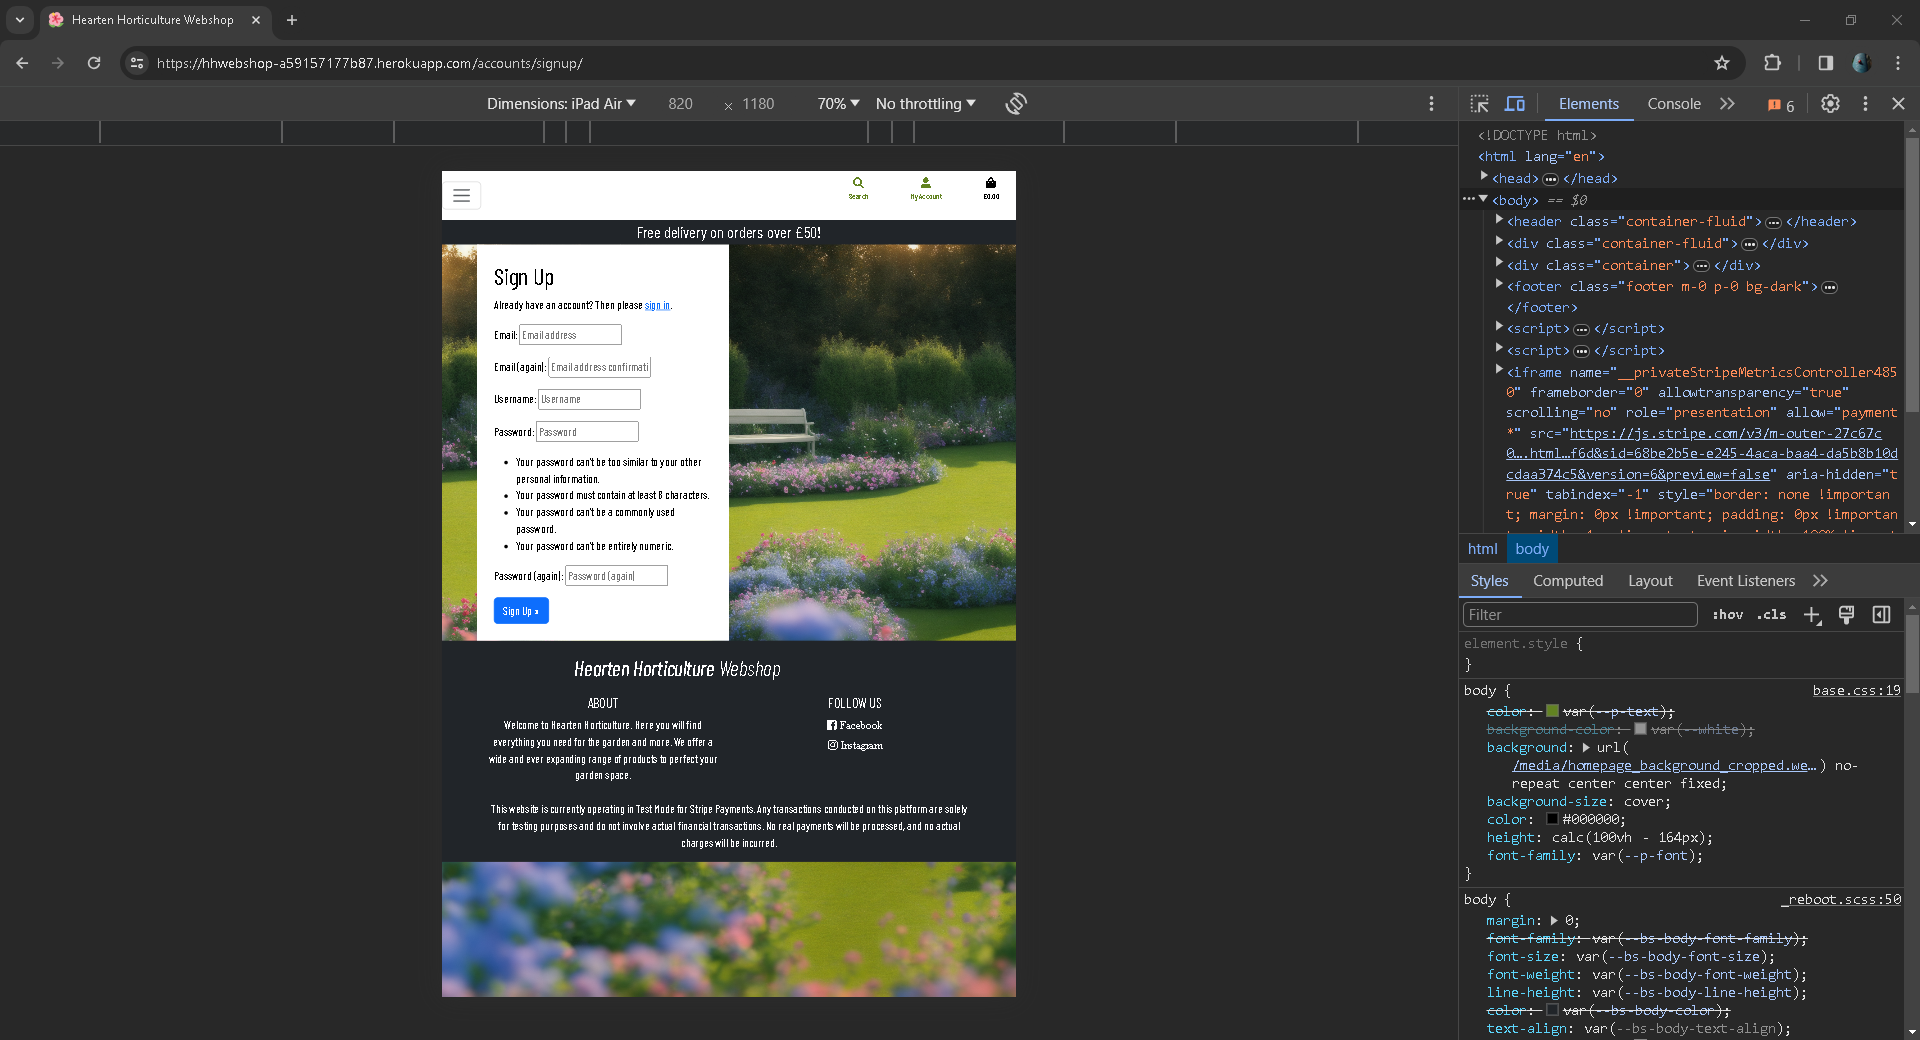 Hearten Horticulture Webshop
https://hhwebshop-a59157177b87.herokuapp.com/accounts/signup/
Dimensions: iPad Air 820 × 1180 70% No throttling
Elements Console 6
Search My Account £0.00
Free delivery on orders over £50!
Sign Up
Already have an account? Then please sign in.
Email: Email address
Email (again): Email address confirmati
Username: Username
Password: Password
• Your password can't be too similar to your other
personal information.
• Your password must contain at least 8 characters.
• Your password can't be a commonly used
password.
• Your password can't be entirely numeric.
Password (again): Password (again)
Sign Up »
Hearten Horticulture Webshop
ABOUT
Welcome to Hearten Horticulture. Here you will find
everything you need for the garden and more. We offer a
wide and ever expanding range of products to perfect your
garden space.
FOLLOW US
Facebook
Instagram
This website is currently operating in Test Mode for Stripe Payments. Any transactions conducted on this platform are solely
for testing purposes and do not involve actual financial transactions. No real payments will be processed, and no actual
charges will be incurred.
<!DOCTYPE html>
<html lang="en">
<head> ••• </head>
••• <body> == $0
<header class="container-fluid"> ••• </header>
<div class="container-fluid"> ••• </div>
<div class="container"> ••• </div>
<footer class="footer m-0 p-0 bg-dark"> •••
</footer>
<script> ••• </script>
<script> ••• </script>
<iframe name="__privateStripeMetricsController485
0" frameborder="0" allowtransparency="true"
scrolling="no" role="presentation" allow="payment
*" src="https://js.stripe.com/v3/m-outer-27c67c
0….html…f6d&sid=68be2b5e-e245-4aca-baa4-da5b8b10d
cdaa374c5&version=6&preview=false" aria-hidden="t
rue" tabindex="-1" style="border: none !importan
t; margin: 0px !important; padding: 0px !importan
html body
Styles Computed Layout Event Listeners
Filter :hov .cls
element.style {
}
body { base.css:19
color: var(--p-text);
background-color: var(--white);
background: url(
/media/homepage_background_cropped.we…) no-
repeat center center fixed;
background-size: cover;
color: #000000;
height: calc(100vh - 164px);
font-family: var(--p-font);
}
body { _reboot.scss:50
margin: 0;
font-family: var(--bs-body-font-family);
font-size: var(--bs-body-font-size);
font-weight: var(--bs-body-font-weight);
line-height: var(--bs-body-line-height);
color: var(--bs-body-color);
text-align: var(--bs-body-text-align);